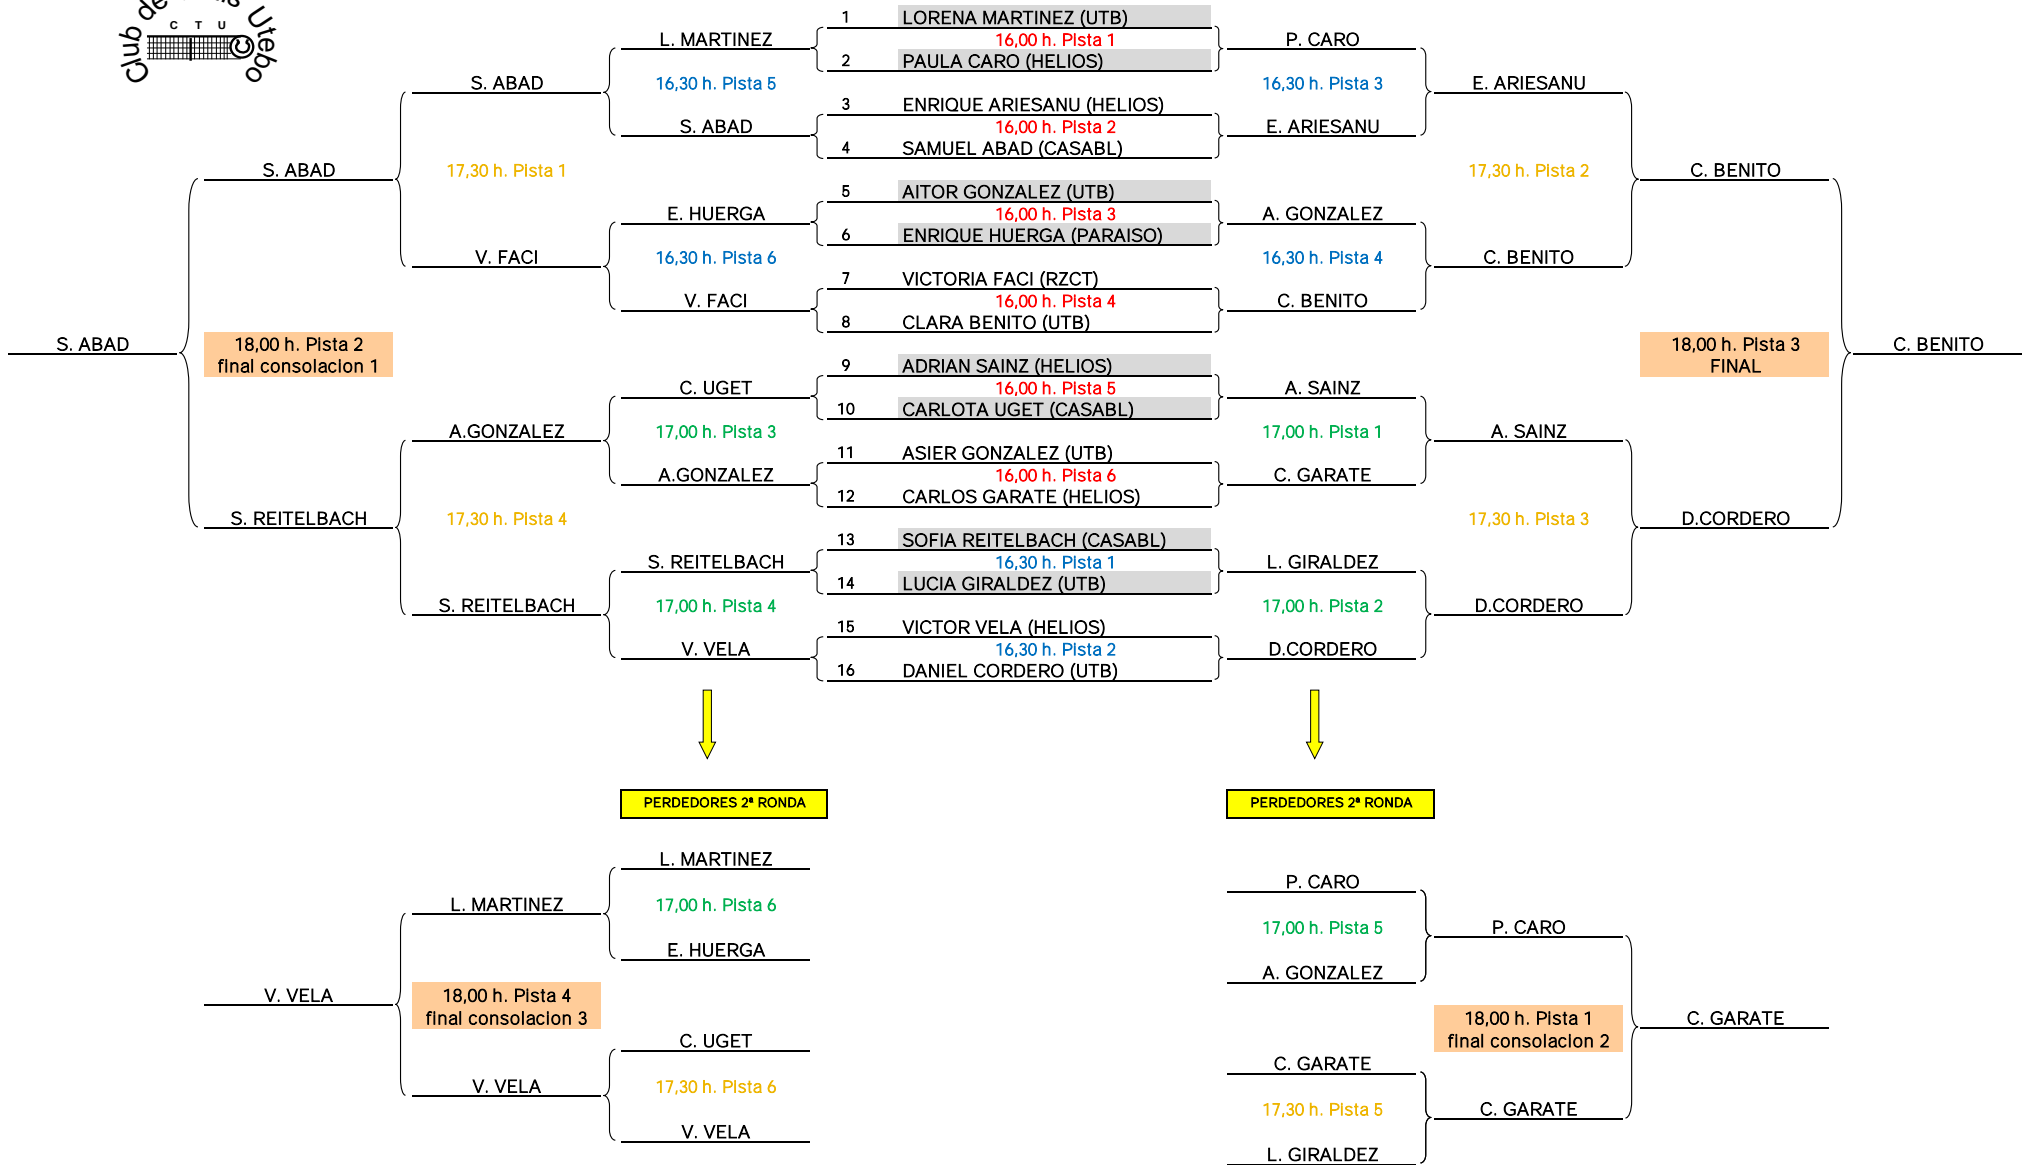 Club de
Utebo
C T U
1 LORENA MARTINEZ (UTB)
L. MARTINEZ 16,00 h. Pista 1 P. CARO
2 PAULA CARO (HELIOS)
S. ABAD 16,30 h. Pista 5 16,30 h. Pista 3 E. ARIESANU
3 ENRIQUE ARIESANU (HELIOS)
S. ABAD 16,00 h. Pista 2 E. ARIESANU
4 SAMUEL ABAD (CASABL)
S. ABAD 17,30 h. Pista 1 17,30 h. Pista 2 C. BENITO
5 AITOR GONZALEZ (UTB)
E. HUERGA 16,00 h. Pista 3 A. GONZALEZ
6 ENRIQUE HUERGA (PARAISO)
V. FACI 16,30 h. Pista 6 16,30 h. Pista 4 C. BENITO
7 VICTORIA FACI (RZCT)
V. FACI 16,00 h. Pista 4 C. BENITO
8 CLARA BENITO (UTB)
S. ABAD 18,00 h. Pista 2 18,00 h. Pista 3 C. BENITO
final consolacion 1 FINAL
9 ADRIAN SAINZ (HELIOS)
C. UGET 16,00 h. Pista 5 A. SAINZ
10 CARLOTA UGET (CASABL)
A.GONZALEZ 17,00 h. Pista 3 17,00 h. Pista 1 A. SAINZ
11 ASIER GONZALEZ (UTB)
A.GONZALEZ 16,00 h. Pista 6 C. GARATE
12 CARLOS GARATE (HELIOS)
S. REITELBACH 17,30 h. Pista 4 17,30 h. Pista 3 D.CORDERO
13 SOFIA REITELBACH (CASABL)
S. REITELBACH 16,30 h. Pista 1 L. GIRALDEZ
14 LUCIA GIRALDEZ (UTB)
S. REITELBACH 17,00 h. Pista 4 17,00 h. Pista 2 D.CORDERO
15 VICTOR VELA (HELIOS)
V. VELA 16,30 h. Pista 2 D.CORDERO
16 DANIEL CORDERO (UTB)
PERDEDORES 2ª RONDA PERDEDORES 2ª RONDA
L. MARTINEZ
P. CARO
L. MARTINEZ 17,00 h. Pista 6
17,00 h. Pista 5 P. CARO
E. HUERGA
A. GONZALEZ
V. VELA 18,00 h. Pista 4
final consolacion 3
18,00 h. Pista 1 C. GARATE
final consolacion 2
C. UGET
C. GARATE
V. VELA 17,30 h. Pista 6
17,30 h. Pista 5 C. GARATE
V. VELA
L. GIRALDEZ